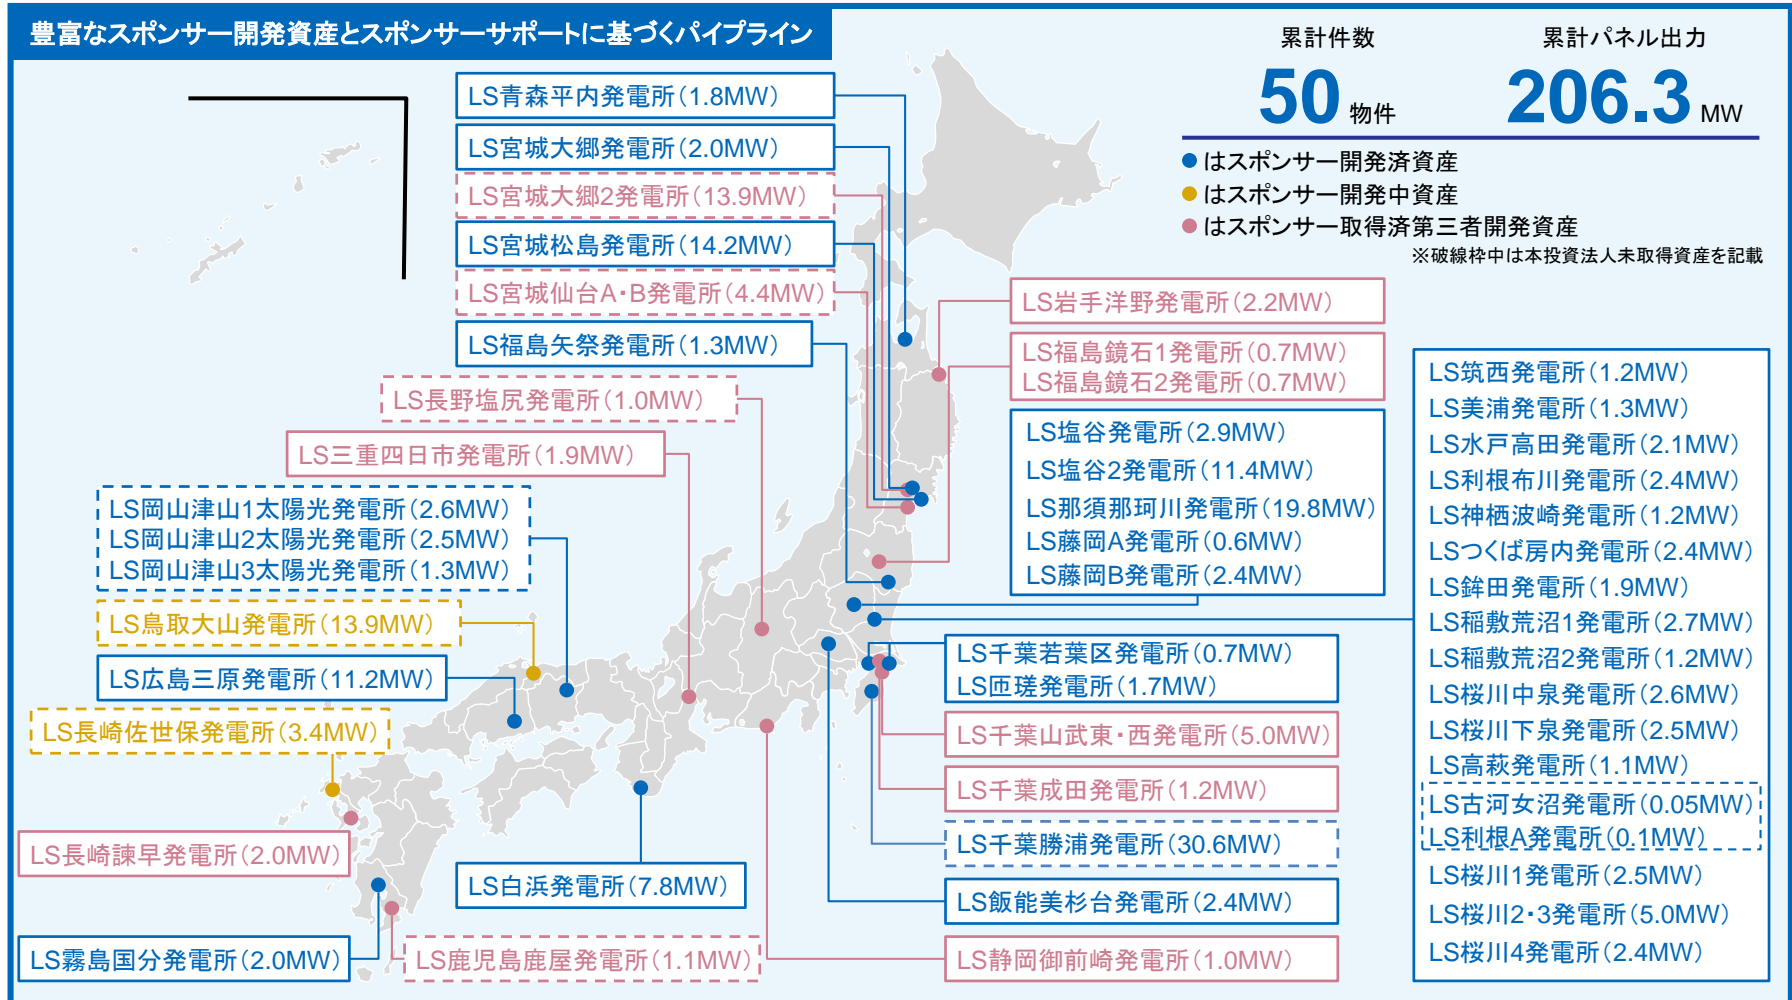 豊富なスポンサー開発資産とスポンサーサポートに基づくパイプライン
累計件数
50 物件
累計パネル出力
206.3 MW
はスポンサー開発済資産
はスポンサー開発中資産
はスポンサー取得済第三者開発資産
※破線枠中は本投資法人未取得資産を記載
LS青森平内発電所(1.8MW)
LS宮城大郷発電所(2.0MW)
LS宮城大郷2発電所(13.9MW)
LS宮城松島発電所(14.2MW)
LS宮城仙台A・B発電所(4.4MW)
LS福島矢祭発電所(1.3MW)
LS長野塩尻発電所(1.0MW)
LS三重四日市発電所(1.9MW)
LS岡山津山1太陽光発電所(2.6MW)
LS岡山津山2太陽光発電所(2.5MW)
LS岡山津山3太陽光発電所(1.3MW)
LS鳥取大山発電所(13.9MW)
LS広島三原発電所(11.2MW)
LS長崎佐世保発電所(3.4MW)
LS長崎諫早発電所(2.0MW)
LS霧島国分発電所(2.0MW)
LS白浜発電所(7.8MW)
LS鹿児島鹿屋発電所(1.1MW)
LS岩手洋野発電所(2.2MW)
LS福島鏡石1発電所(0.7MW)
LS福島鏡石2発電所(0.7MW)
LS塩谷発電所(2.9MW)
LS塩谷2発電所(11.4MW)
LS那須那珂川発電所(19.8MW)
LS藤岡A発電所(0.6MW)
LS藤岡B発電所(2.4MW)
LS千葉若葉区発電所(0.7MW)
LS匝瑳発電所(1.7MW)
LS千葉山武東・西発電所(5.0MW)
LS千葉成田発電所(1.2MW)
LS千葉勝浦発電所(30.6MW)
LS飯能美杉台発電所(2.4MW)
LS静岡御前崎発電所(1.0MW)
LS筑西発電所(1.2MW)
LS美浦発電所(1.3MW)
LS水戸高田発電所(2.1MW)
LS利根布川発電所(2.4MW)
LS神栖波崎発電所(1.2MW)
LSつくば房内発電所(2.4MW)
LS鉾田発電所(1.9MW)
LS稲敷荒沼1発電所(2.7MW)
LS稲敷荒沼2発電所(1.2MW)
LS桜川中泉発電所(2.6MW)
LS桜川下泉発電所(2.5MW)
LS高萩発電所(1.1MW)
LS古河女沼発電所(0.05MW)
LS利根A発電所(0.1MW)
LS桜川1発電所(2.5MW)
LS桜川2・3発電所(5.0MW)
LS桜川4発電所(2.4MW)